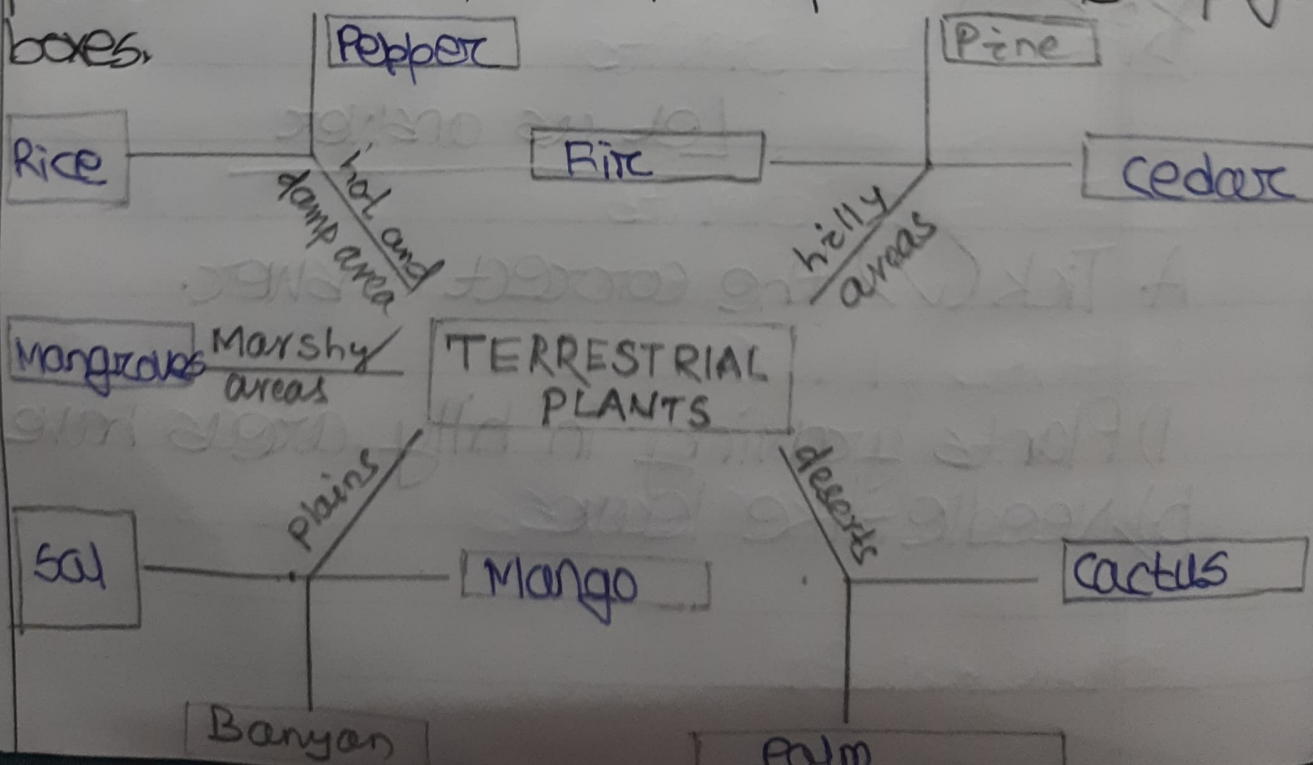 boxes.
Pepper
Pine
Rice
Fir
Cedar
hot and
damp area
hilly
areas
Mangroves
Marshy
areas
TERRESTRIAL
PLANTS
plains
deserts
Sal
Mango
Cactus
Banyan
Palm